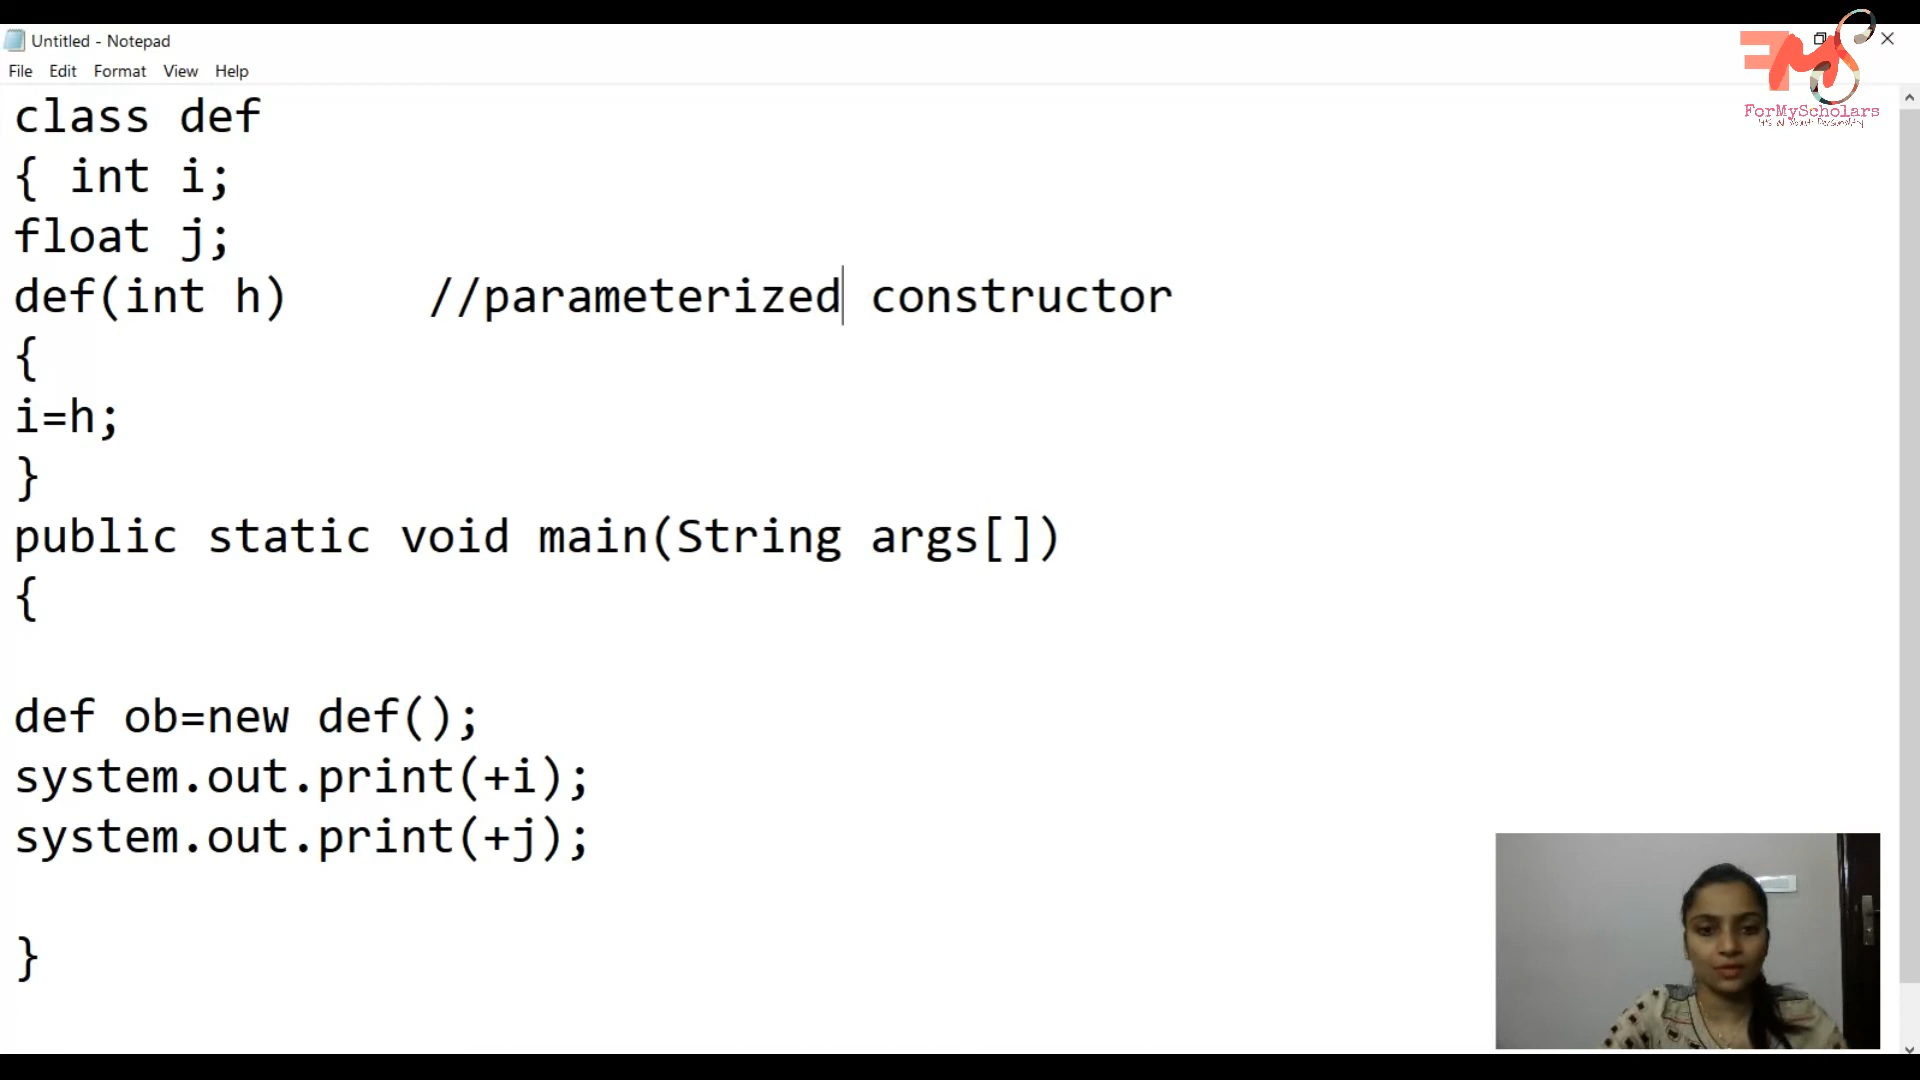 Untitled - Notepad
File Edit Format View Help
class def
{ int i;
float j;
def(int h) //parameterized constructor
{
i=h;
}
public static void main(String args[])
{
def ob=new def();
system.out.print(+i);
system.out.print(+j);
}
ForMyScholars